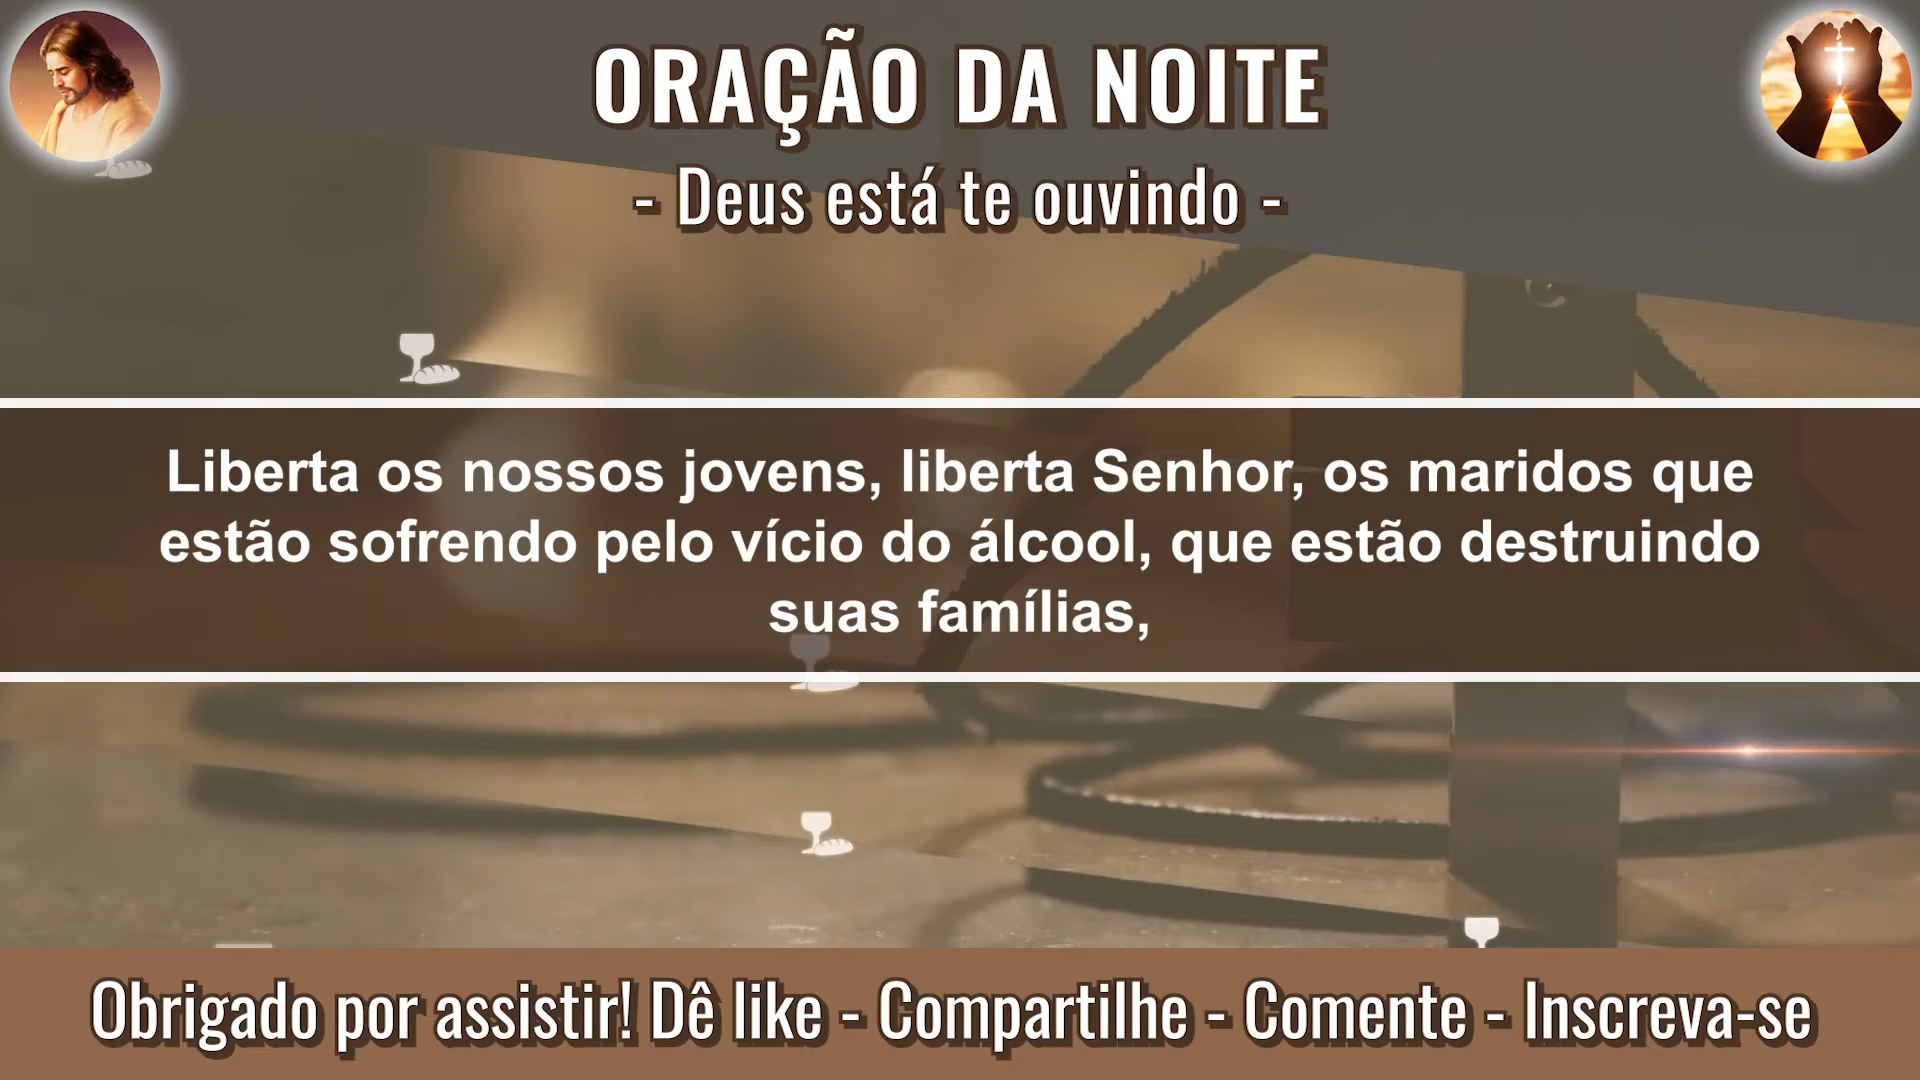 ORAÇÃO DA NOITE
- Deus está te ouvindo -
Liberta os nossos jovens, liberta Senhor, os maridos que
estão sofrendo pelo vício do álcool, que estão destruindo
suas famílias,
Obrigado por assistir! Dê like - Compartilhe - Comente - Inscreva-se